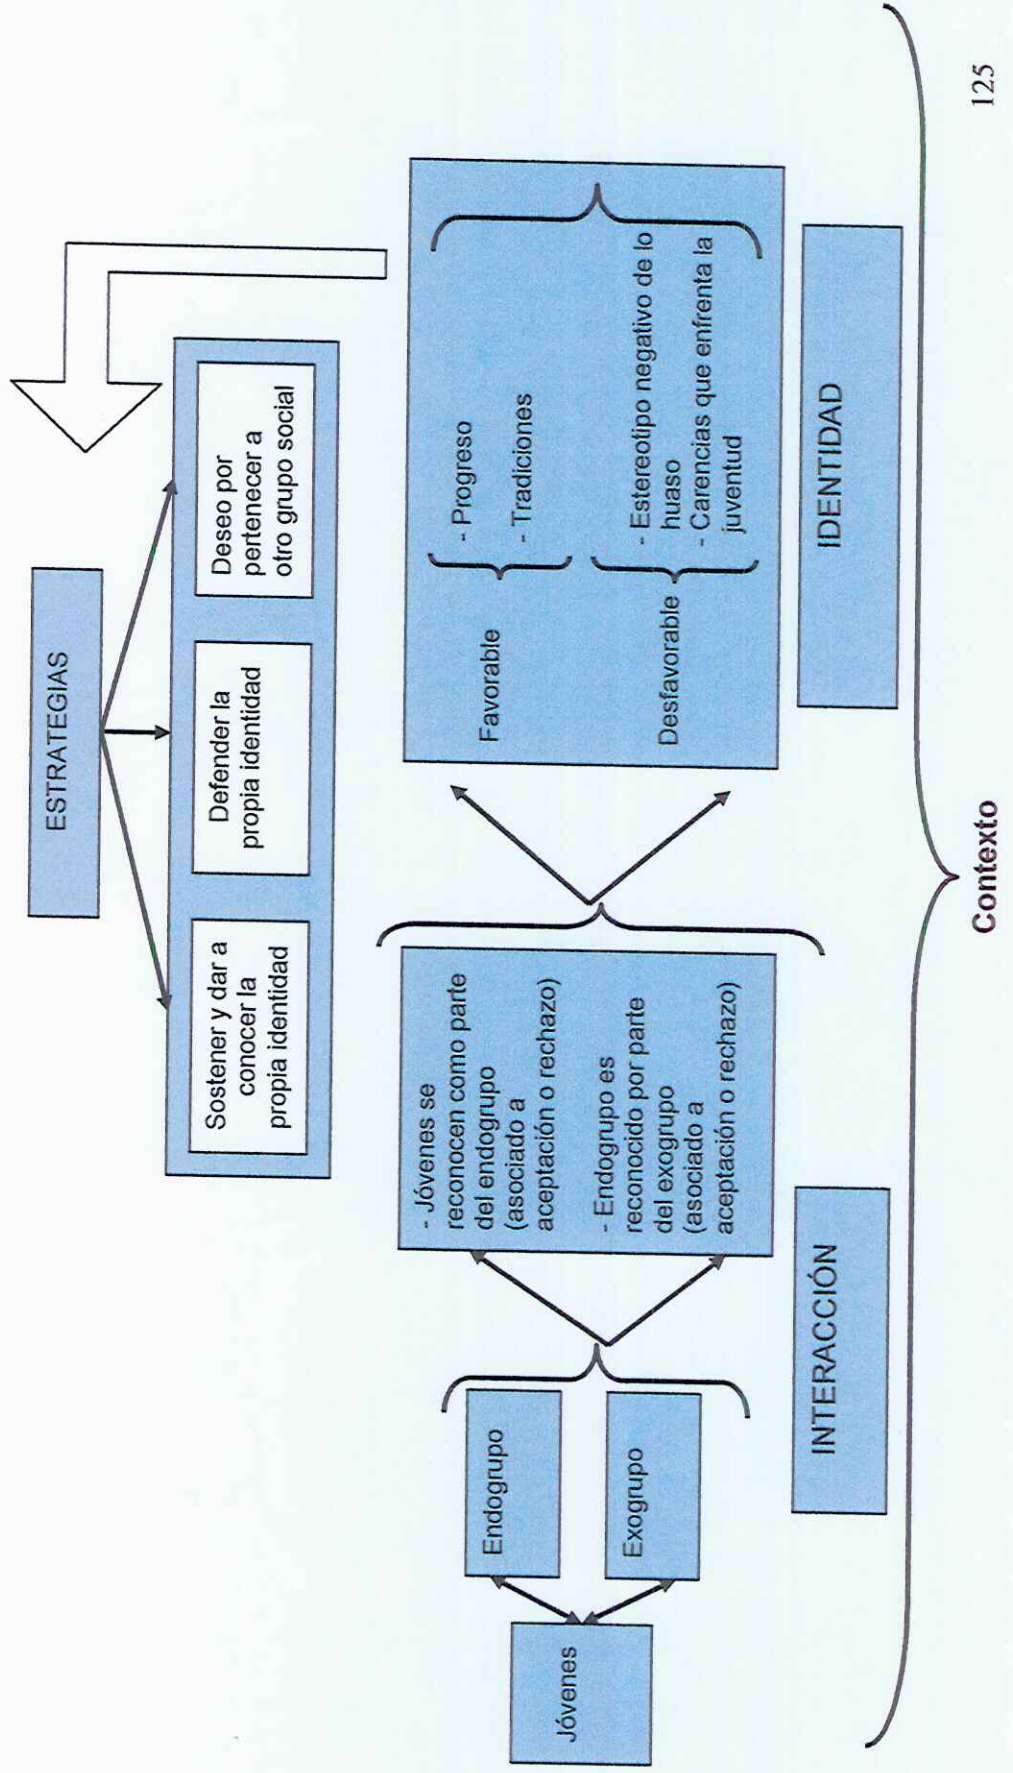 ESTRATEGIAS
Sostener y dar a
conocer la
propia identidad
Defender la
propia identidad
Deseo por
pertenecer a
otro grupo social
Jóvenes
Endogrupo
Exogrupo
- Jóvenes se
reconocen como parte
del endogrupo
(asociado a
aceptación o rechazo)
- Endogrupo es
reconocido por parte
del exogrupo
(asociado a
aceptación o rechazo)
Favorable
- Progreso
- Tradiciones
Desfavorable
- Estereotipo negativo de lo
huaso
- Carencias que enfrenta la
juventud
INTERACCIÓN
IDENTIDAD
Contexto
125